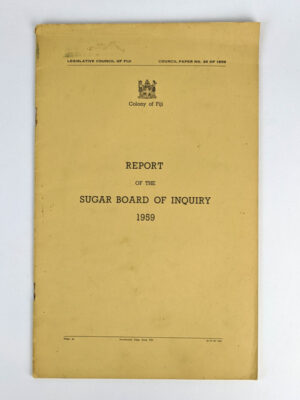 LEGISLATIVE COUNCIL OF FIJI COUNCIL PAPER NO. OF 1959
Colony of Fiji
REPORT
OF THE
SUGAR BOARD OF INQUIRY
1959